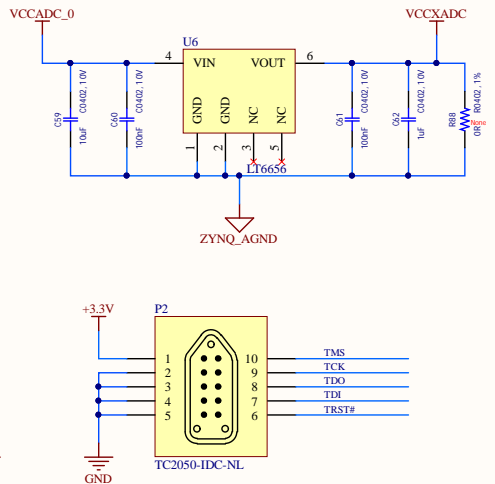 VCCADC_0
VCCXADC
U6
4
VIN
VOUT
6
GND
GND
NC
NC
1
2
3
5
LT6656
C59
10uF
C0402, 10V
C60
100nF
C0402, 10V
C61
100nF
C0402, 10V
C62
1uF
C0402, 10V
R88
0R
None
R0402, 1%
ZYNQ_AGND
+3.3V
P2
1
10
TMS
2
9
TCK
3
8
TDO
4
7
TDI
5
6
TRST#
TC2050-IDC-NL
GND